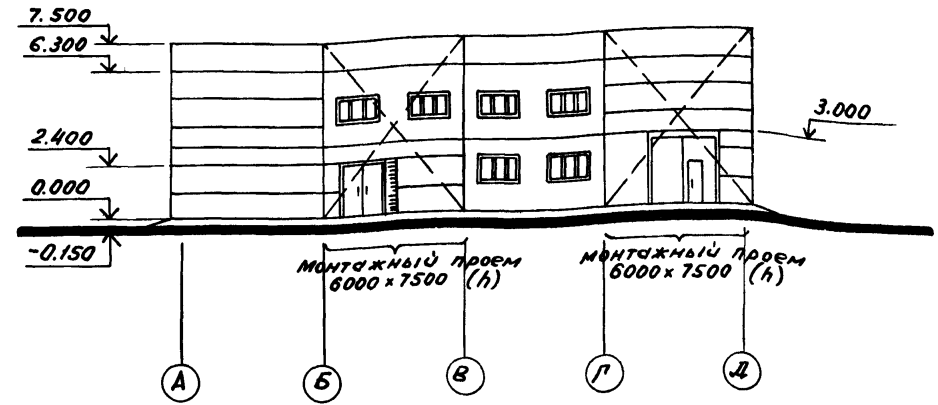 7.500
6.300
3.000
2.400
0.000
-0.150
монтажный проем
6000 × 7500 (h)
монтажный проем
6000 × 7500 (h)
А Б В Г Д